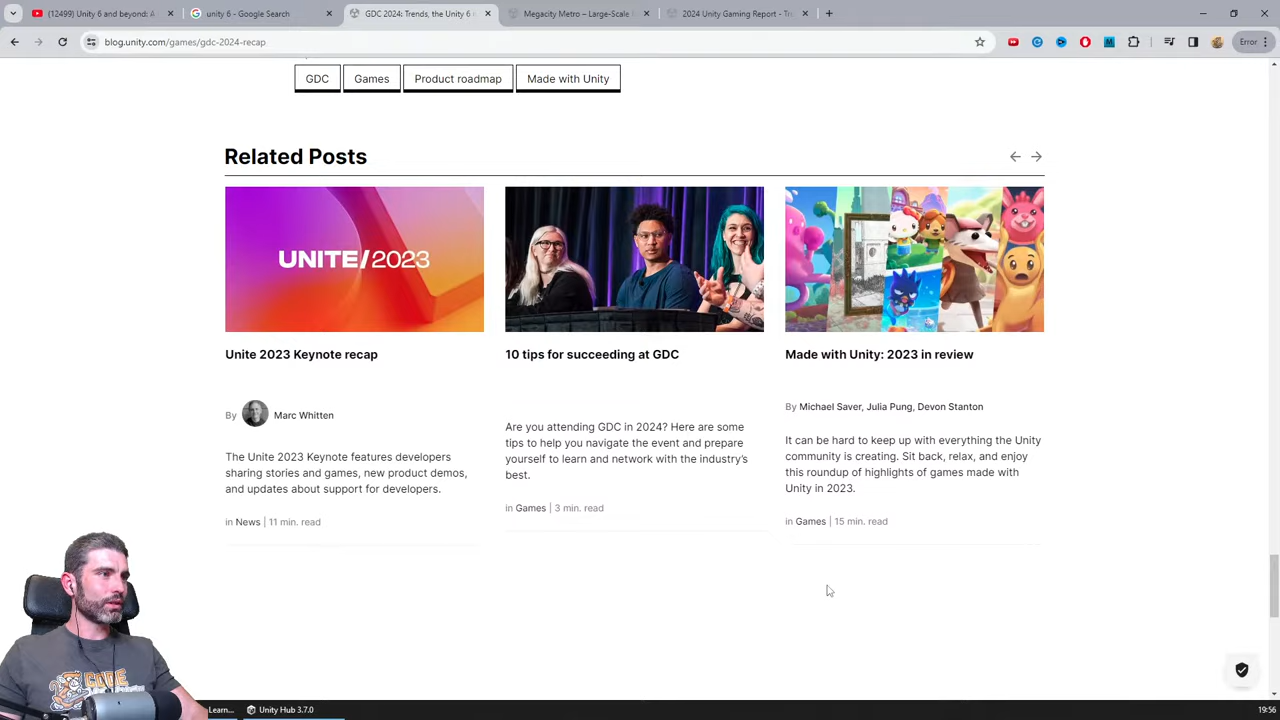 (12499) Unity 6 and beyond: A
unity 6 - Google Search
GDC 2024: Trends, the Unity 6
Megacity Metro – Large-Scale
2024 Unity Gaming Report - Tr
blog.unity.com/games/gdc-2024-recap
Error
GDC
Games
Product roadmap
Made with Unity
Related Posts
UNITE/2023
Unite 2023 Keynote recap
By Marc Whitten
The Unite 2023 Keynote features developers
sharing stories and games, new product demos,
and updates about support for developers.
in News | 11 min. read
10 tips for succeeding at GDC
Are you attending GDC in 2024? Here are some
tips to help you navigate the event and prepare
yourself to learn and network with the industry's
best.
in Games | 3 min. read
Made with Unity: 2023 in review
By Michael Saver, Julia Pung, Devon Stanton
It can be hard to keep up with everything the Unity
community is creating. Sit back, relax, and enjoy
this roundup of highlights of games made with
Unity in 2023.
in Games | 15 min. read
CODE
Learn...
Unity Hub 3.7.0
19:56